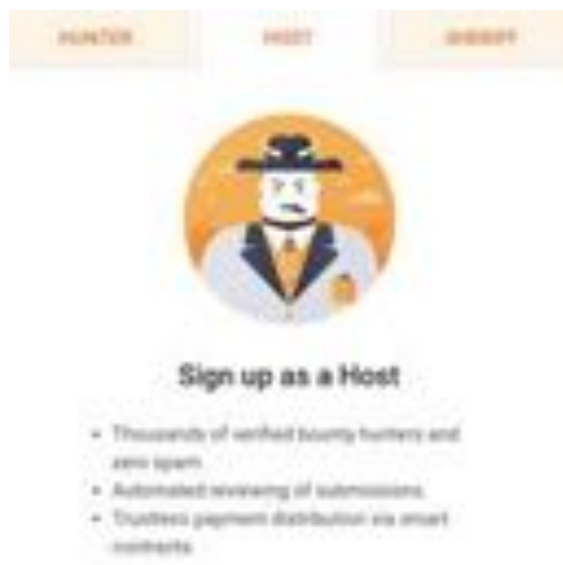 HUNTER
HOST
SHERIFF
Sign up as a Host
• Thousands of verified bounty hunters and
zero spam.
• Automated reviewing of submissions.
• Trustless payment distribution via smart
contracts.